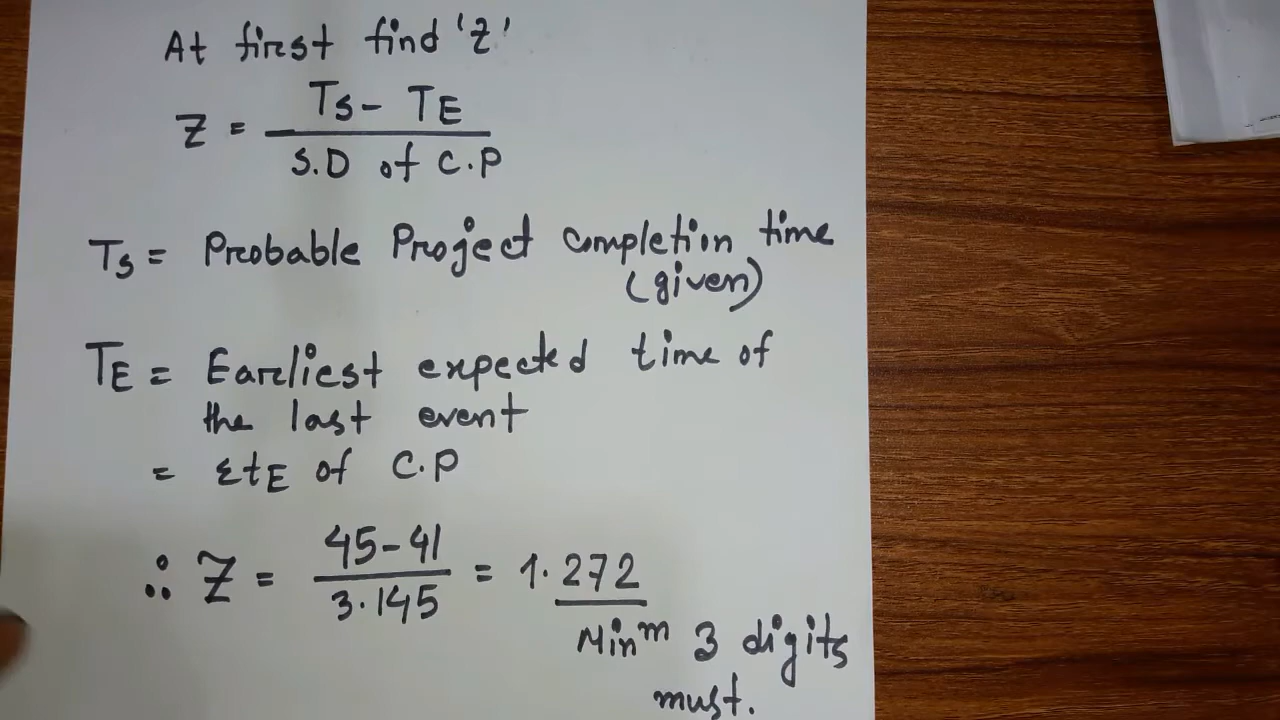 At first find 'Z'
Z = TS - TE / S.D of C.P
TS = Probable Project completion time
(given)
TE = Earliest expected time of
the last event
= ΣtE of C.P
∴ Z = 45-41 / 3.145 = 1.272
Minm 3 digits
must.